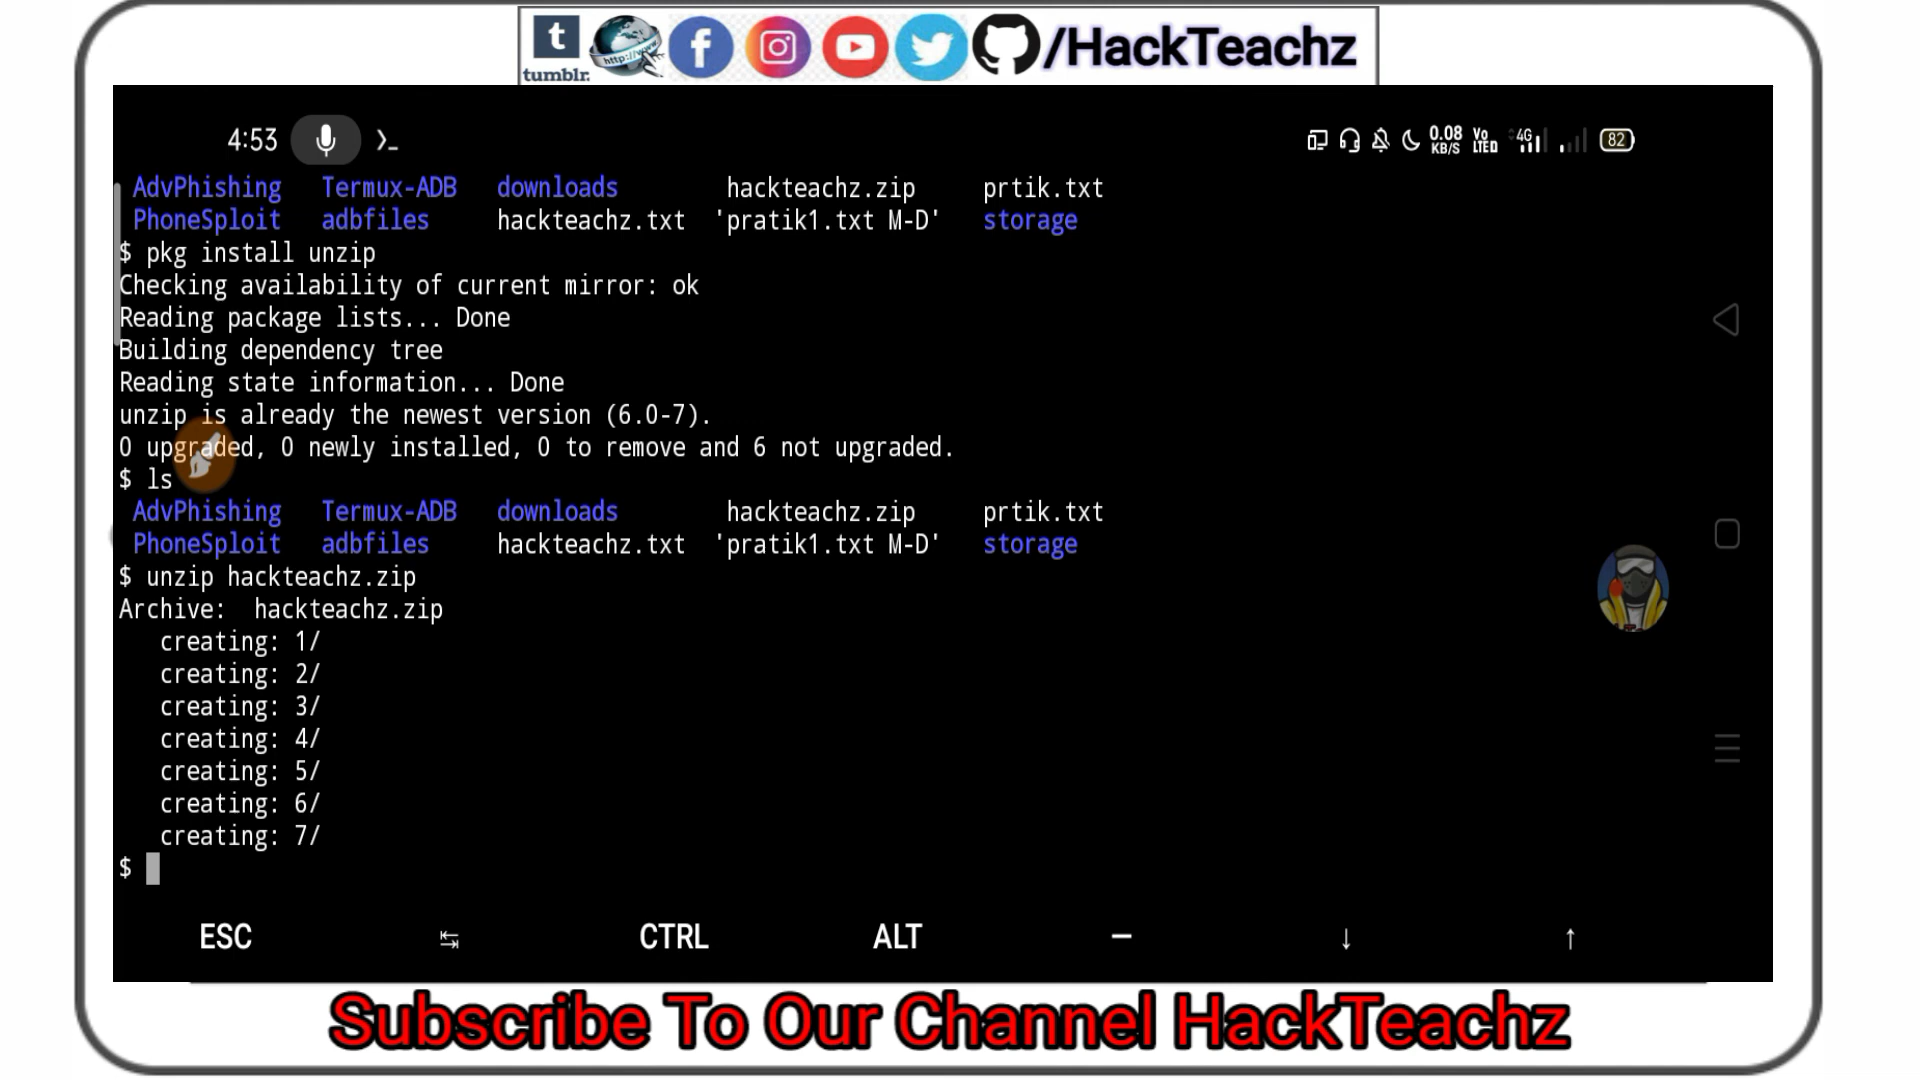 t
tumblr.
http://www
f
/HackTeachz
4:53 >_ 0.08 KB/S Vo LTE 4G 82
AdvPhishing Termux-ADB downloads hackteachz.zip prtik.txt
PhoneSploit adbfiles hackteachz.txt 'pratik1.txt M-D' storage
$ pkg install unzip
Checking availability of current mirror: ok
Reading package lists... Done
Building dependency tree
Reading state information... Done
unzip is already the newest version (6.0-7).
0 upgraded, 0 newly installed, 0 to remove and 6 not upgraded.
$ ls
AdvPhishing Termux-ADB downloads hackteachz.zip prtik.txt
PhoneSploit adbfiles hackteachz.txt 'pratik1.txt M-D' storage
$ unzip hackteachz.zip
Archive:  hackteachz.zip
creating: 1/
creating: 2/
creating: 3/
creating: 4/
creating: 5/
creating: 6/
creating: 7/
$
ESC ↹ CTRL ALT — ↓ ↑
Subscribe To Our Channel HackTeachz